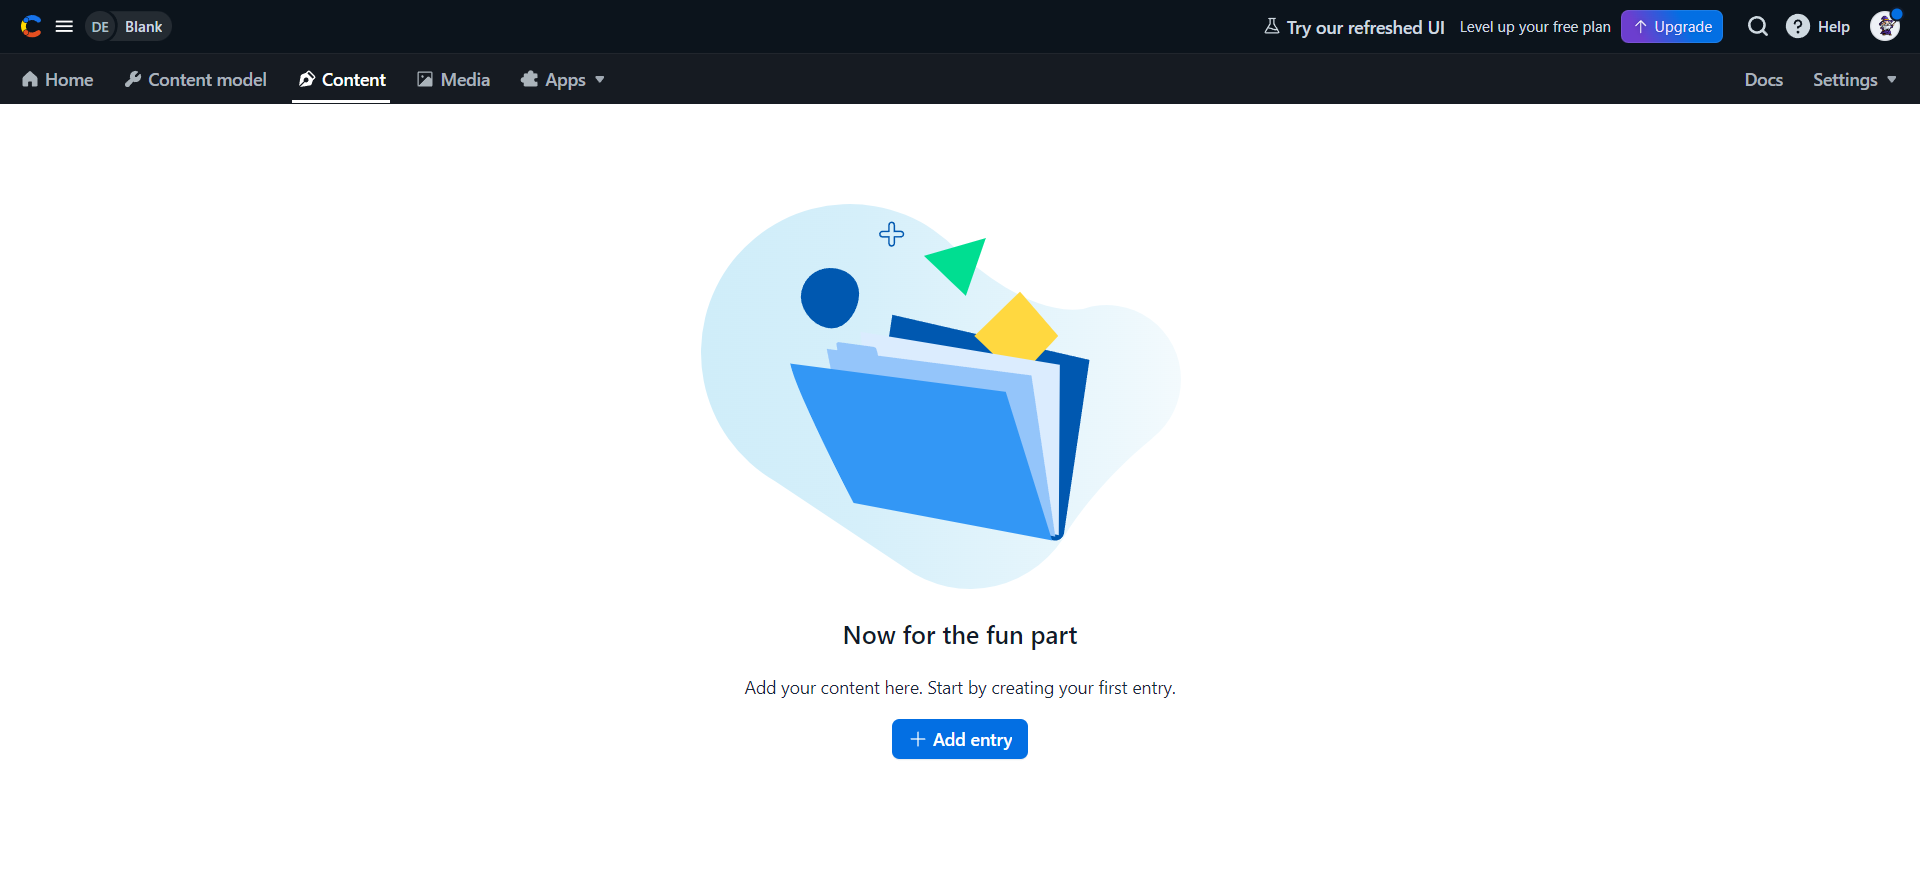 DE Blank
Try our refreshed UI Level up your free plan Upgrade Help
Home Content model Content Media Apps Docs Settings
Now for the fun part
Add your content here. Start by creating your first entry.
Add entry